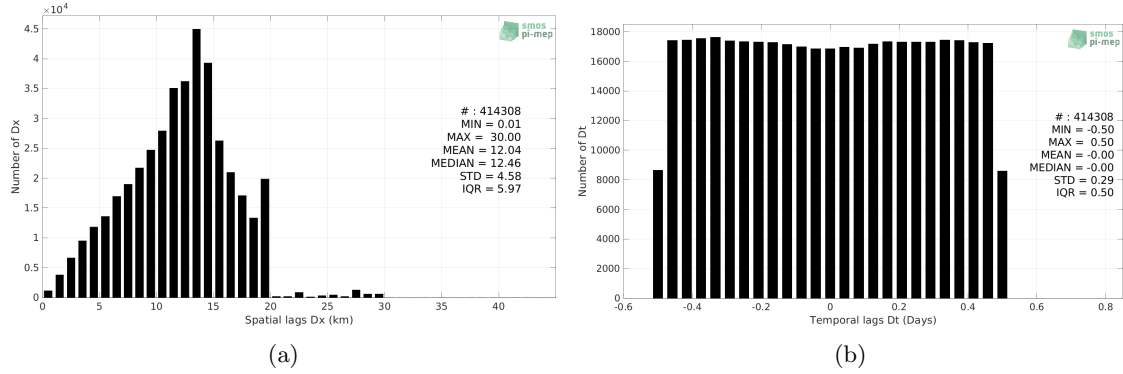 ×10⁴
4.5
4
3.5
3
2.5
2
1.5
1
0.5
0
Number of Dx
smos
pi-mep
# : 414308
MIN = 0.01
MAX = 30.00
MEAN = 12.04
MEDIAN = 12.46
STD = 4.58
IQR = 5.97
0 5 10 15 20 25 30 35 40
Spatial lags Dx (km)
(a)
18000
16000
14000
12000
10000
8000
6000
4000
2000
0
Number of Dt
smos
pi-mep
# : 414308
MIN = -0.50
MAX = 0.50
MEAN = -0.00
MEDIAN = -0.00
STD = 0.29
IQR = 0.50
-0.6 -0.4 -0.2 0 0.2 0.4 0.6 0.8
Temporal lags Dt (Days)
(b)